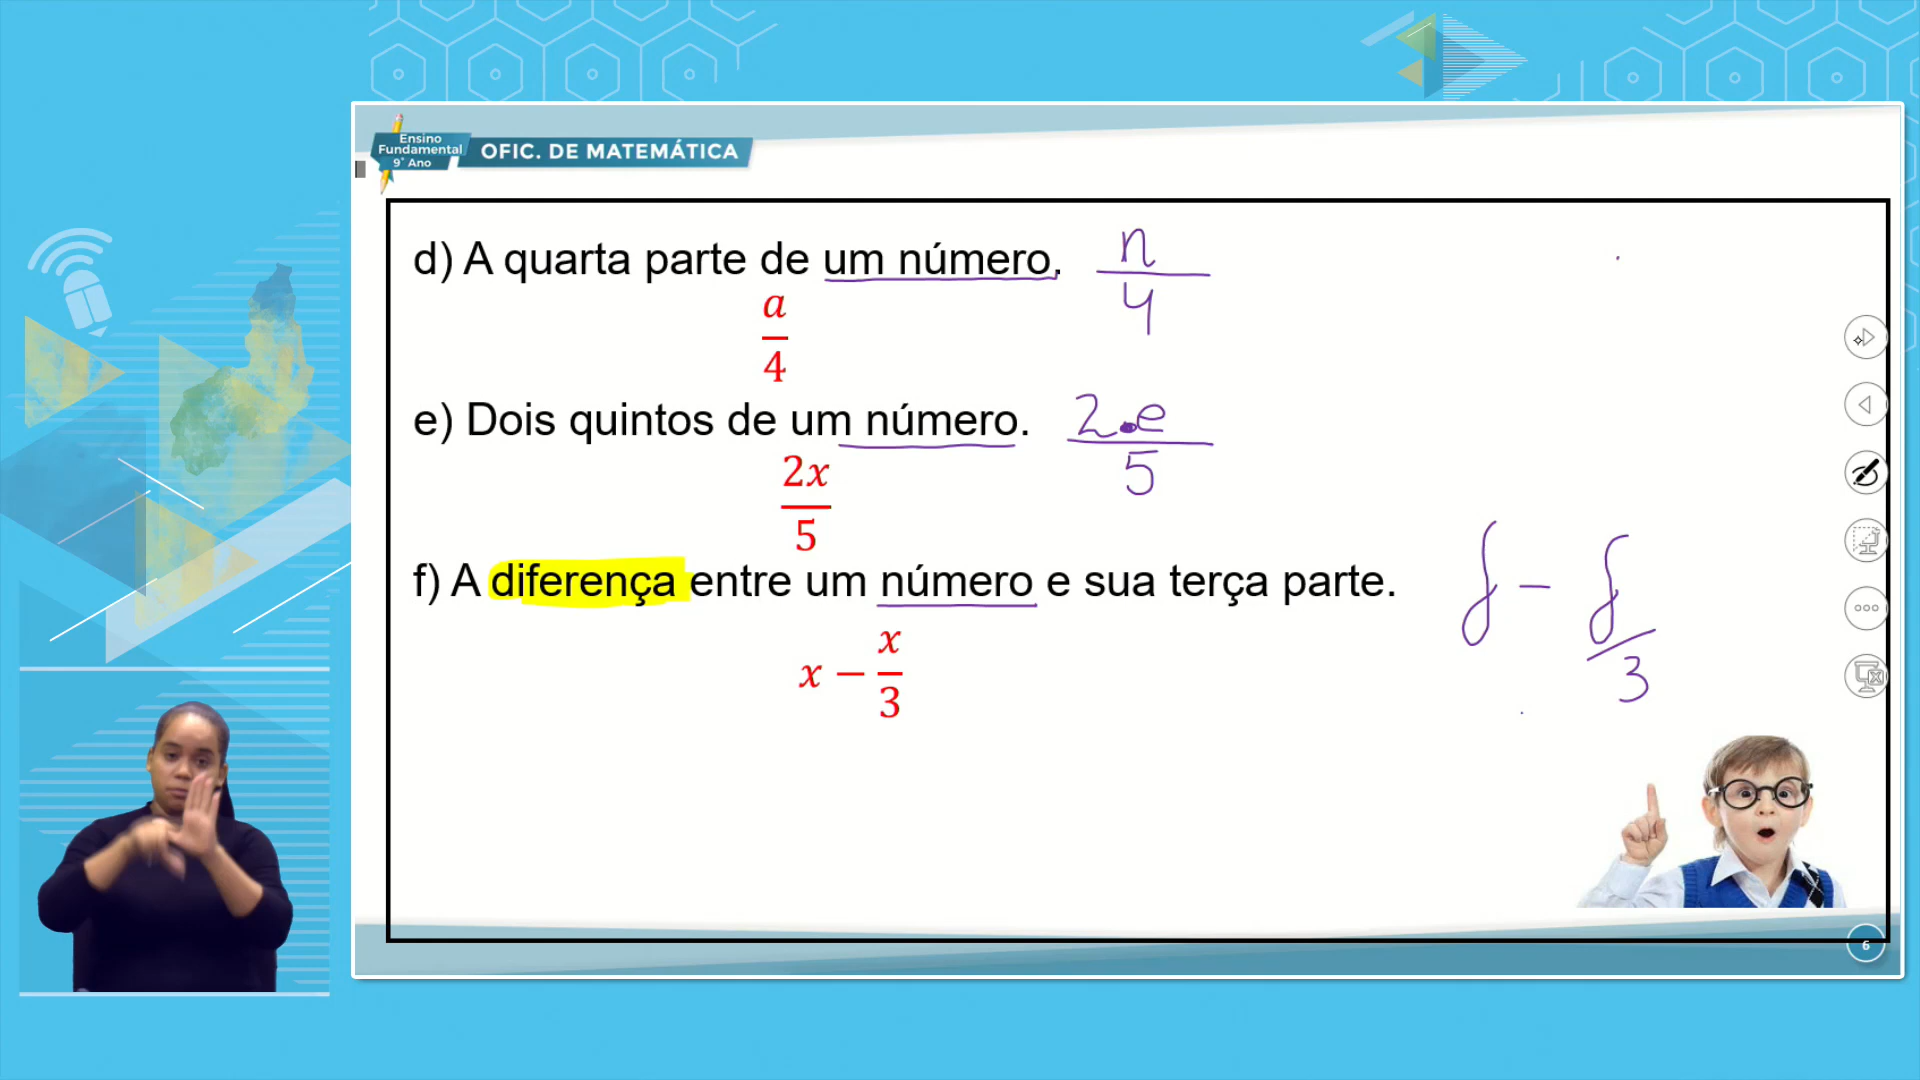 Ensino
Fundamental
9° Ano
OFIC. DE MATEMÁTICA
d) A quarta parte de um número. n/4
a/4
e) Dois quintos de um número. 2.e/5
2x/5
f) A diferença entre um número e sua terça parte. f - f/3
x − x/3
6